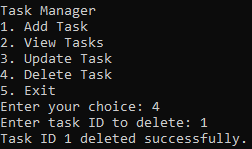 Task Manager
1. Add Task
2. View Tasks
3. Update Task
4. Delete Task
5. Exit
Enter your choice: 4
Enter task ID to delete: 1
Task ID 1 deleted successfully.